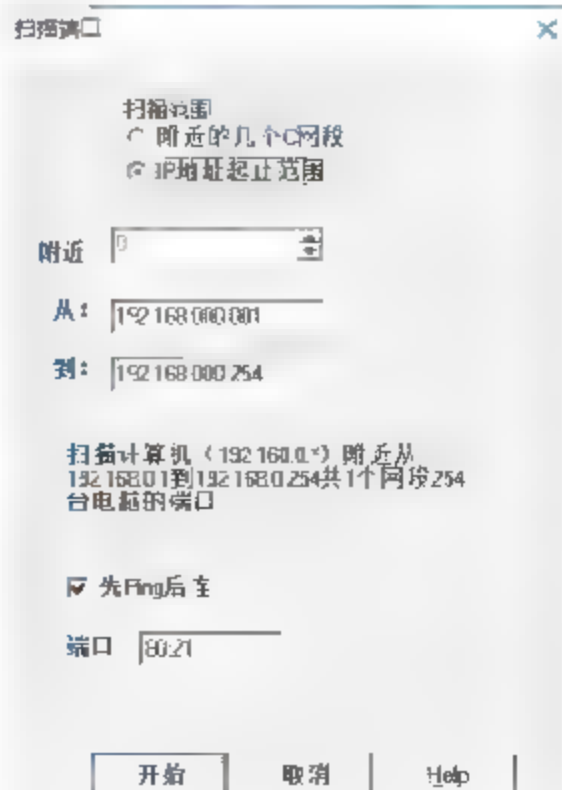 扫描端口
扫描范围
附近的几个C网段
IP地址起止范围
附近 0
从: 192.168.000.001
到: 192.168.000.254
扫描计算机（192.168.0.*）附近从
192.168.0.1到192.168.0.254共1个网段254
台电脑的端口
先Ping后查
端口 80;21
开始 取消 Help